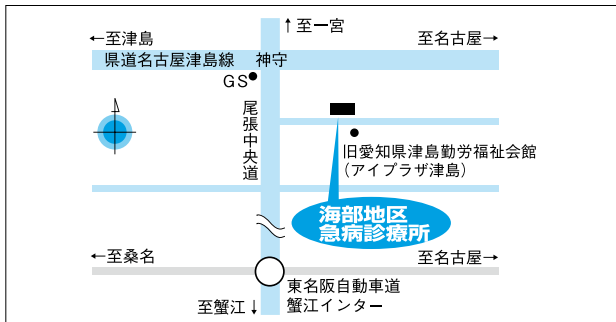 ↑至一宮
←至津島
至名古屋→
県道名古屋津島線 神守
GS
尾張中央道
旧愛知県津島勤労福祉会館
(アイプラザ津島)
海部地区
急病診療所
←至桑名
至名古屋→
東名阪自動車道
蟹江インター
至蟹江↓